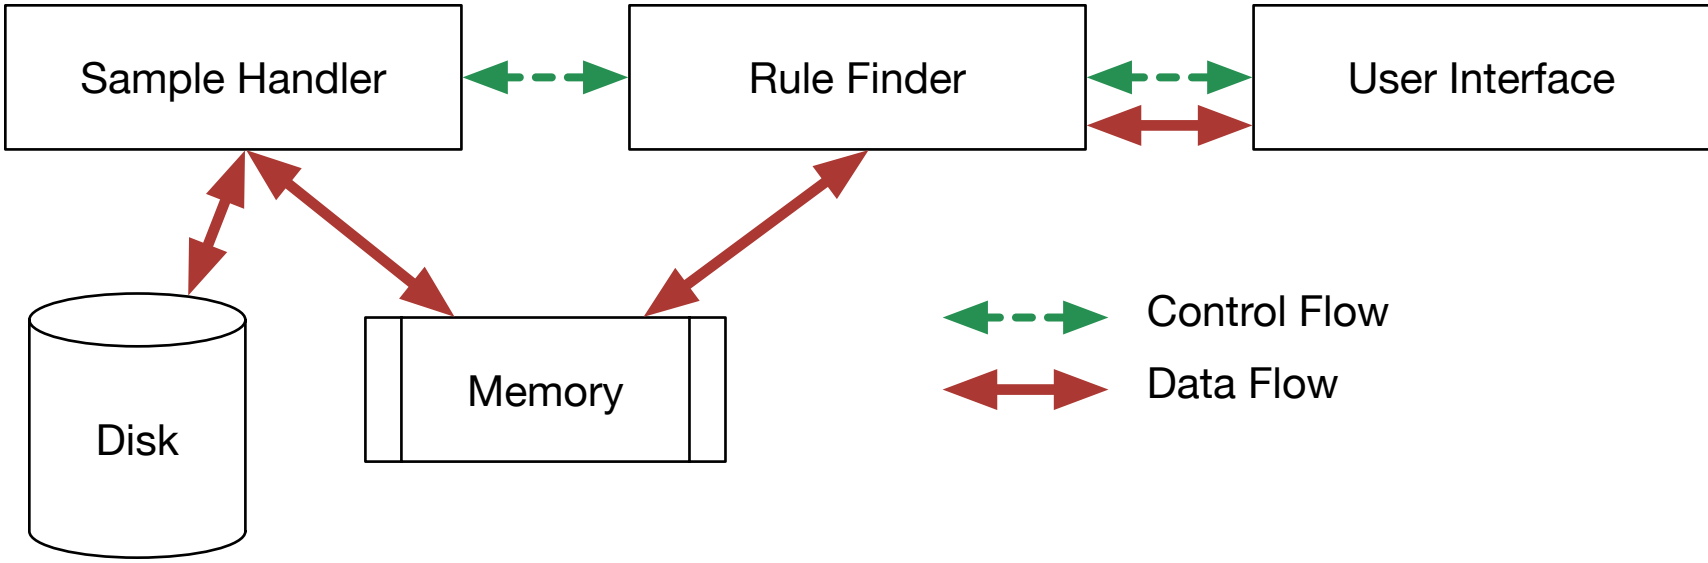 Sample Handler
Rule Finder
User Interface
Control Flow
Data Flow
Memory
Disk